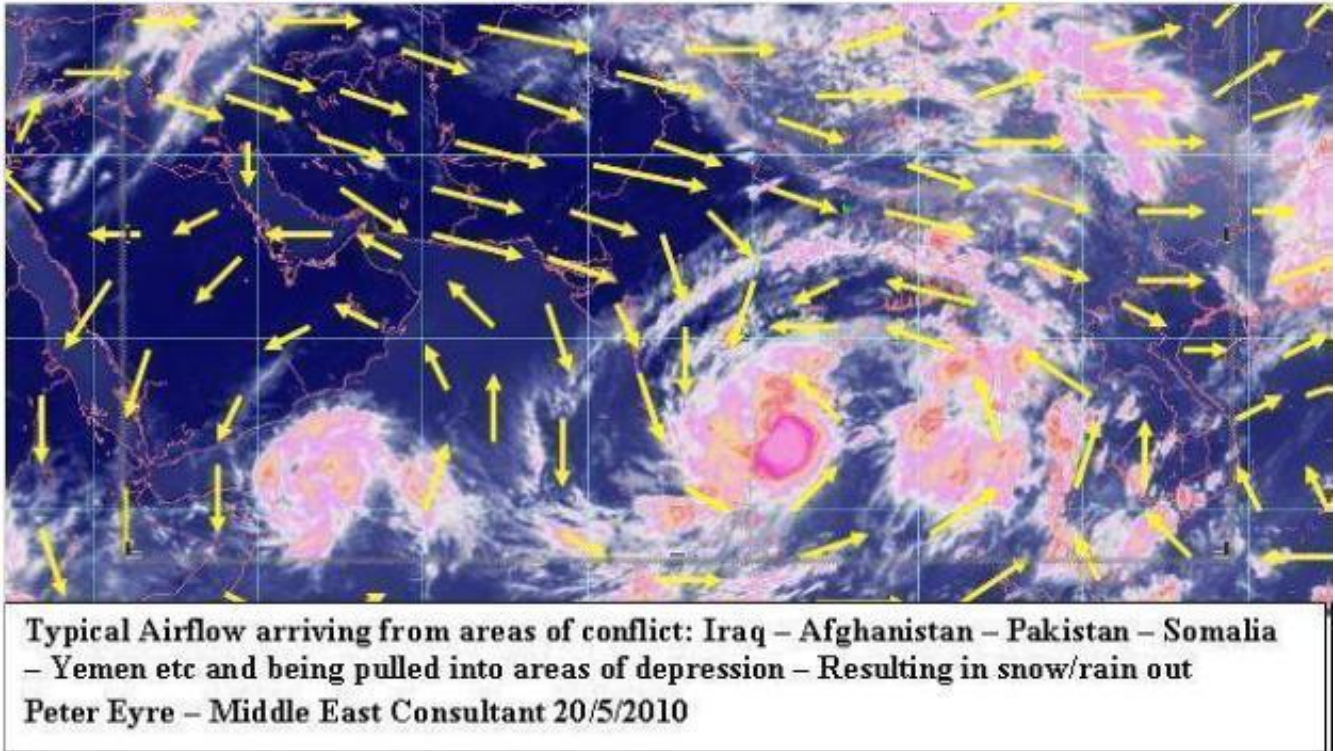 Typical Airflow arriving from areas of conflict: Iraq – Afghanistan – Pakistan – Somalia
– Yemen etc and being pulled into areas of depression – Resulting in snow/rain out
Peter Eyre – Middle East Consultant 20/5/2010